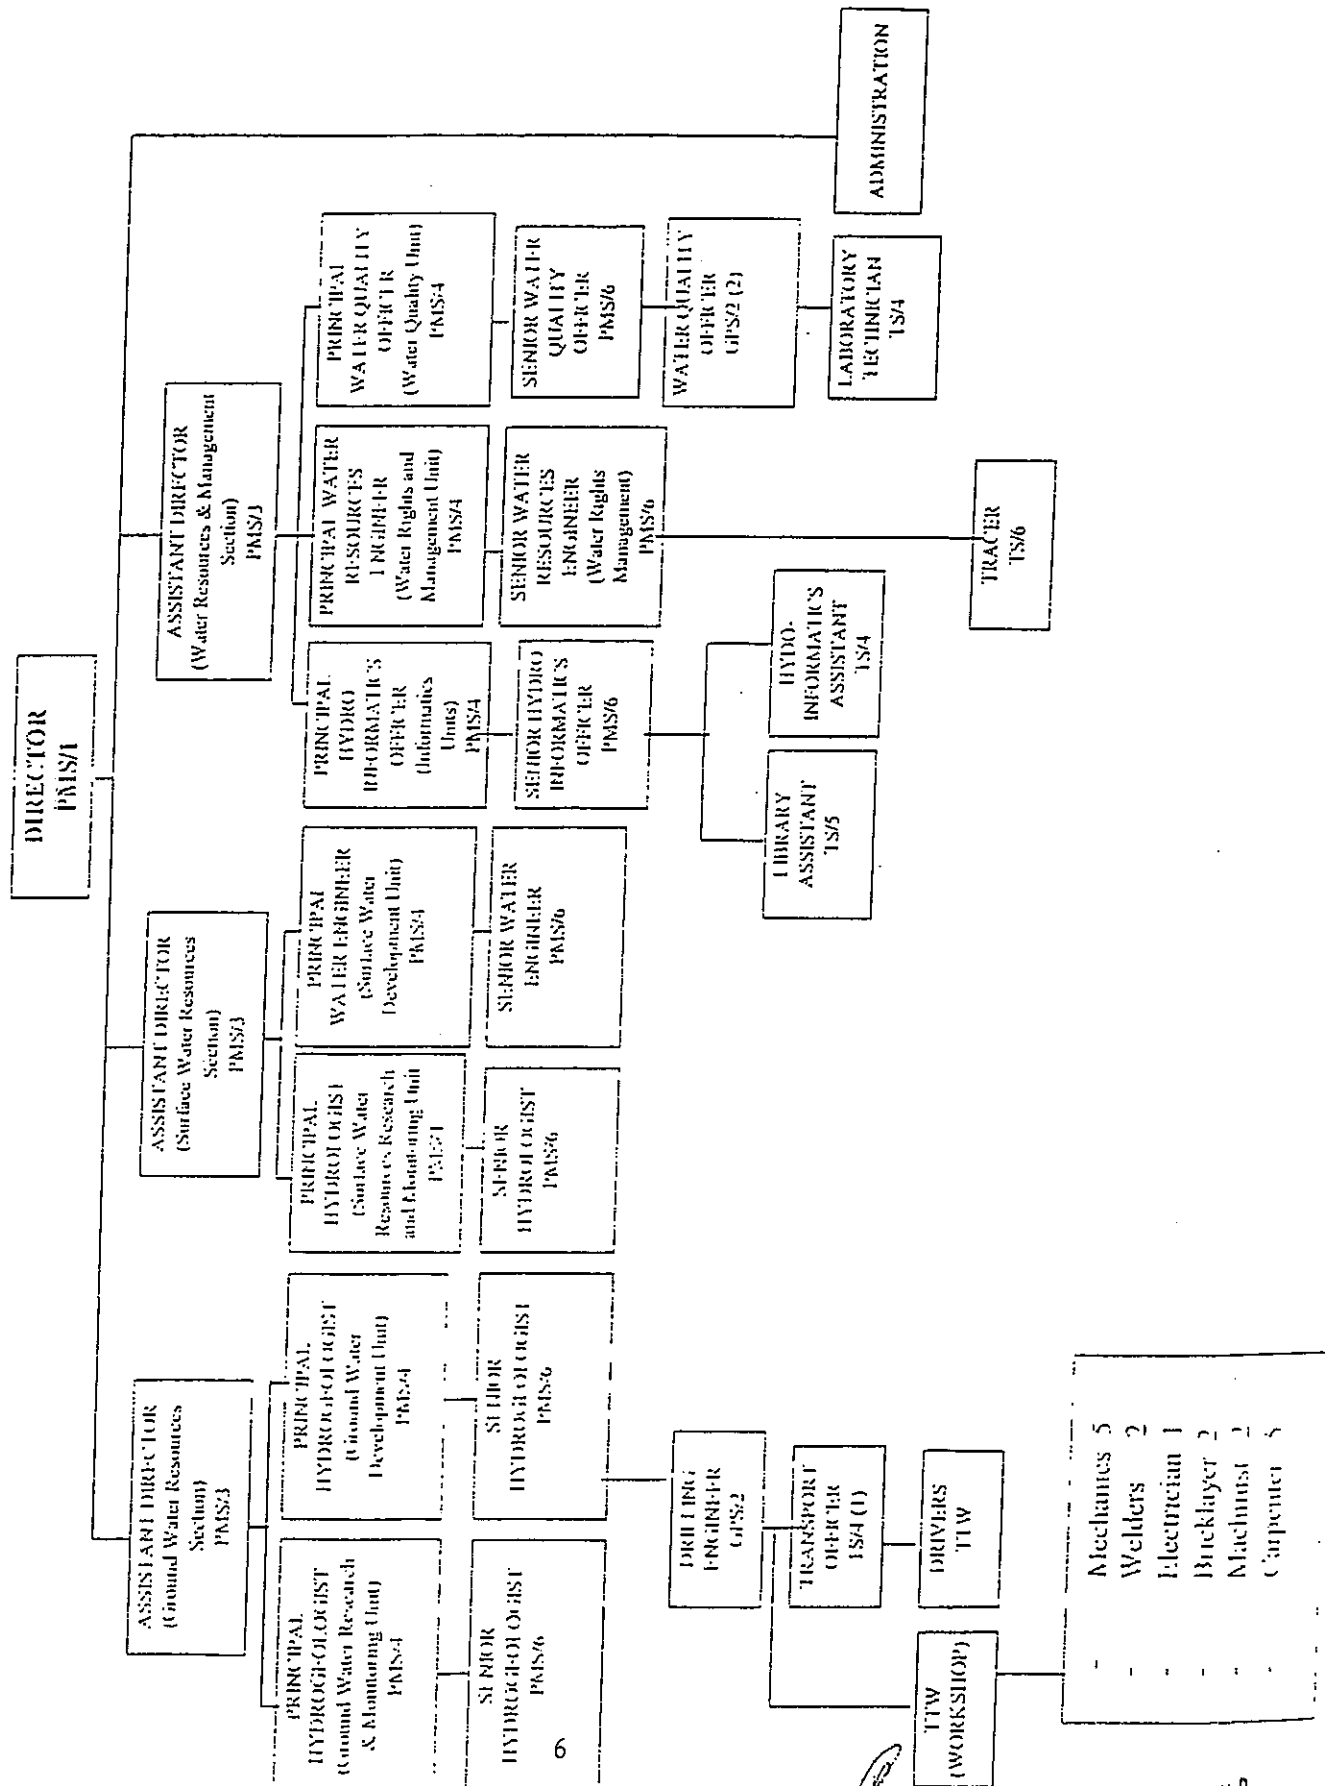 DIRECTOR
PMS/1
ASSISTANT DIRECTOR
(Ground Water Resources
Section)
PMS/3
ASSISTANT DIRECTOR
(Surface Water Resources
Section)
PMS/3
ASSISTANT DIRECTOR
(Water Resources & Management
Section)
PMS/3
PRINCIPAL
HYDROGEOLOGIST
(Ground Water Research
& Monitoring Unit)
PMS/4
PRINCIPAL
HYDROGEOLOGIST
(Ground Water
Development Unit)
PMS/4
PRINCIPAL
HYDROLOGIST
(Surface Water
Resources Research
and Monitoring Unit
PMS/4
PRINCIPAL
WATER ENGINEER
(Surface Water
Development Unit)
PMS/4
PRINCIPAL
HYDRO
INFORMATICS
OFFICER
(Informatics
Units)
PMS/4
PRINCIPAL WATER
RESOURCES
ENGINEER
(Water Rights and
Management Unit)
PMS/4
PRINCIPAL
WATER QUALITY
OFFICER
(Water Quality Unit)
PMS/4
SENIOR
HYDROGEOLOGIST
PMS/6
SENIOR
HYDROGEOLOGIST
PMS/6
SENIOR
HYDROLOGIST
PMS/6
SENIOR WATER
ENGINEER
PMS/6
SENIOR HYDRO
INFORMATICS
OFFICER
PMS/6
SENIOR WATER
RESOURCES
ENGINEER
(Water Rights
Management)
PMS/6
SENIOR WATER
QUALITY
OFFICER
PMS/6
DRILLING
ENGINEER
GPS/2
WATER QUALITY
OFFICER
GPS/2 (2)
TRANSPORT
OFFICER
TS/4 (1)
LIBRARY
ASSISTANT
TS/5
HYDO-
INFORMATICS
ASSISTANT
TS/4
LABORATORY
TECHNICIAN
TS/4
ADMINISTRATION
TTW
(WORKSHOP)
DRIVERS
TTW
TRACER
TS/6
- Mechanics 5
- Welders 2
- Electrician 1
- Bricklayer 2
- Machinist 2
- Carpenter 5
6